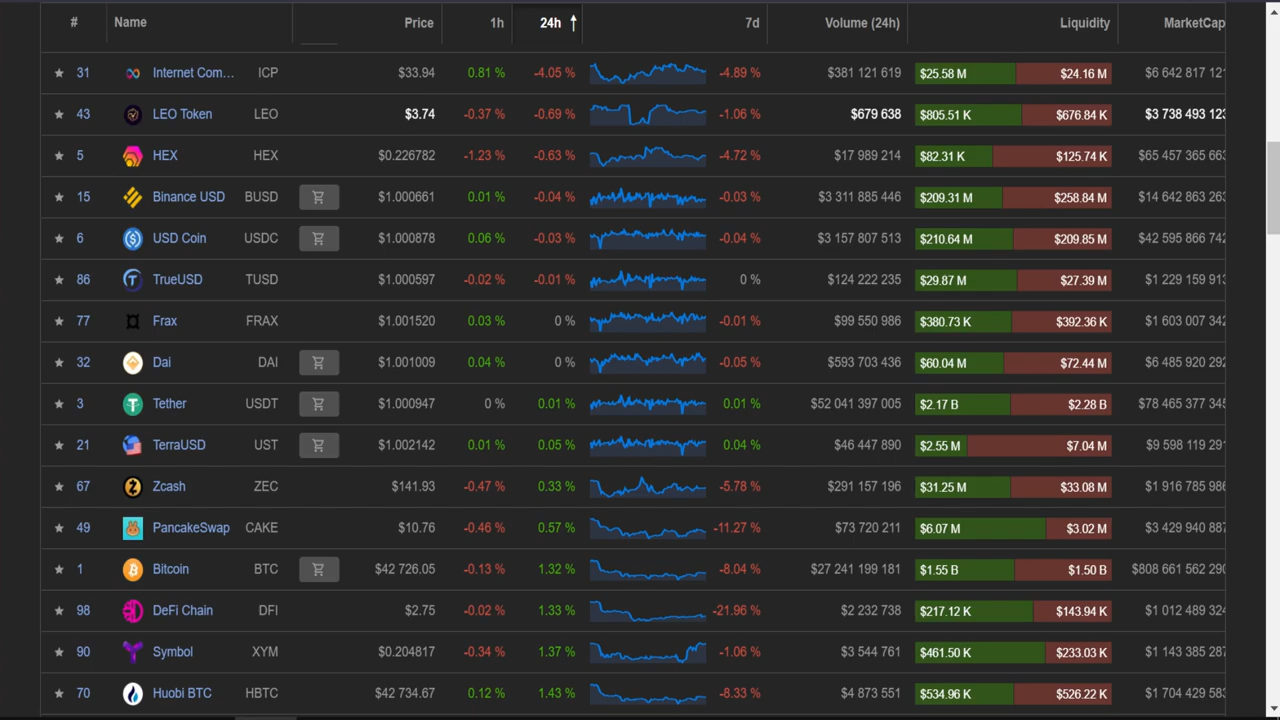 # Name Price 1h 24h 7d Volume (24h) Liquidity MarketCap
31 Internet Com... ICP $33.94 0.81 % -4.05 % -4.89 % $381 121 619 $25.58 M $24.16 M $6 642 817 12
43 LEO Token LEO $3.74 -0.37 % -0.69 % -1.06 % $679 638 $805.51 K $676.84 K $3 738 493 123
5 HEX HEX $0.226782 -1.23 % -0.63 % -4.72 % $17 989 214 $82.31 K $125.74 K $65 457 365 663
15 Binance USD BUSD $1.000661 0.01 % -0.04 % -0.03 % $3 311 885 446 $209.31 M $258.84 M $14 642 863 263
6 USD Coin USDC $1.000878 0.06 % -0.03 % -0.04 % $3 157 807 513 $210.64 M $209.85 M $42 595 866 742
86 TrueUSD TUSD $1.000597 -0.02 % -0.01 % 0 % $124 222 235 $29.87 M $27.39 M $1 229 159 913
77 Frax FRAX $1.001520 0.03 % 0 % -0.01 % $99 550 986 $380.73 K $392.36 K $1 603 007 342
32 Dai DAI $1.001009 0.04 % 0 % -0.05 % $593 703 436 $60.04 M $72.44 M $6 485 920 292
3 Tether USDT $1.000947 0 % 0.01 % 0.01 % $52 041 397 005 $2.17 B $2.28 B $78 465 377 345
21 TerraUSD UST $1.002142 0.01 % 0.05 % 0.04 % $46 447 890 $2.55 M $7.04 M $9 598 119 291
67 Zcash ZEC $141.93 -0.47 % 0.33 % -5.78 % $291 157 196 $31.25 M $33.08 M $1 916 785 986
49 PancakeSwap CAKE $10.76 -0.46 % 0.57 % -11.27 % $73 720 211 $6.07 M $3.02 M $3 429 940 887
1 Bitcoin BTC $42 726.05 -0.13 % 1.32 % -8.04 % $27 241 199 181 $1.55 B $1.50 B $808 661 562 290
98 DeFi Chain DFI $2.75 -0.02 % 1.33 % -21.96 % $2 232 738 $217.12 K $143.94 K $1 012 489 324
90 Symbol XYM $0.204817 -0.34 % 1.37 % -1.06 % $3 544 761 $461.50 K $233.03 K $1 143 385 287
70 Huobi BTC HBTC $42 734.67 0.12 % 1.43 % -8.33 % $4 873 551 $534.96 K $526.22 K $1 704 429 583